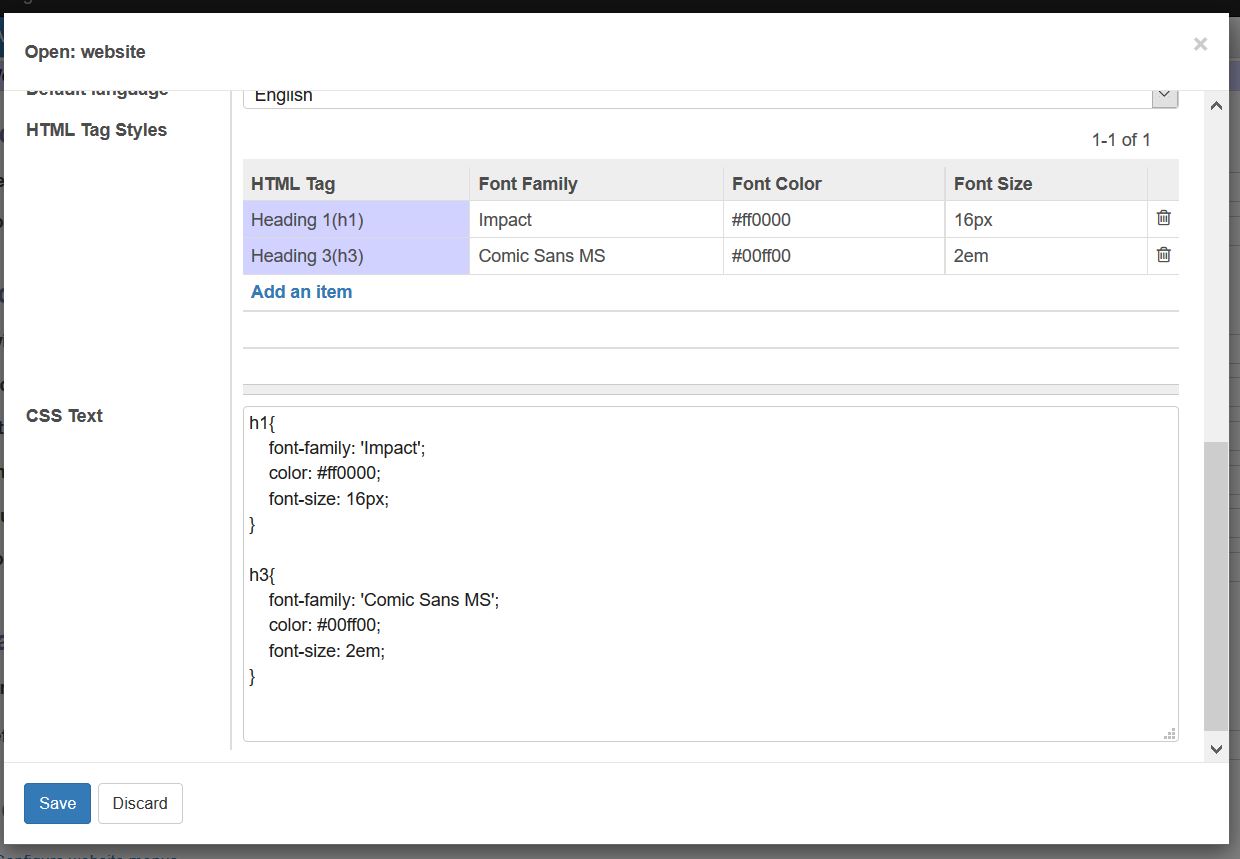 Open: website
×
Default language
English
HTML Tag Styles
1-1 of 1
HTML Tag Font Family Font Color Font Size
Heading 1(h1) Impact #ff0000 16px
Heading 3(h3) Comic Sans MS #00ff00 2em
Add an item
CSS Text
h1{
    font-family: 'Impact';
    color: #ff0000;
    font-size: 16px;
}
h3{
    font-family: 'Comic Sans MS';
    color: #00ff00;
    font-size: 2em;
}
Save Discard
Configure website menus